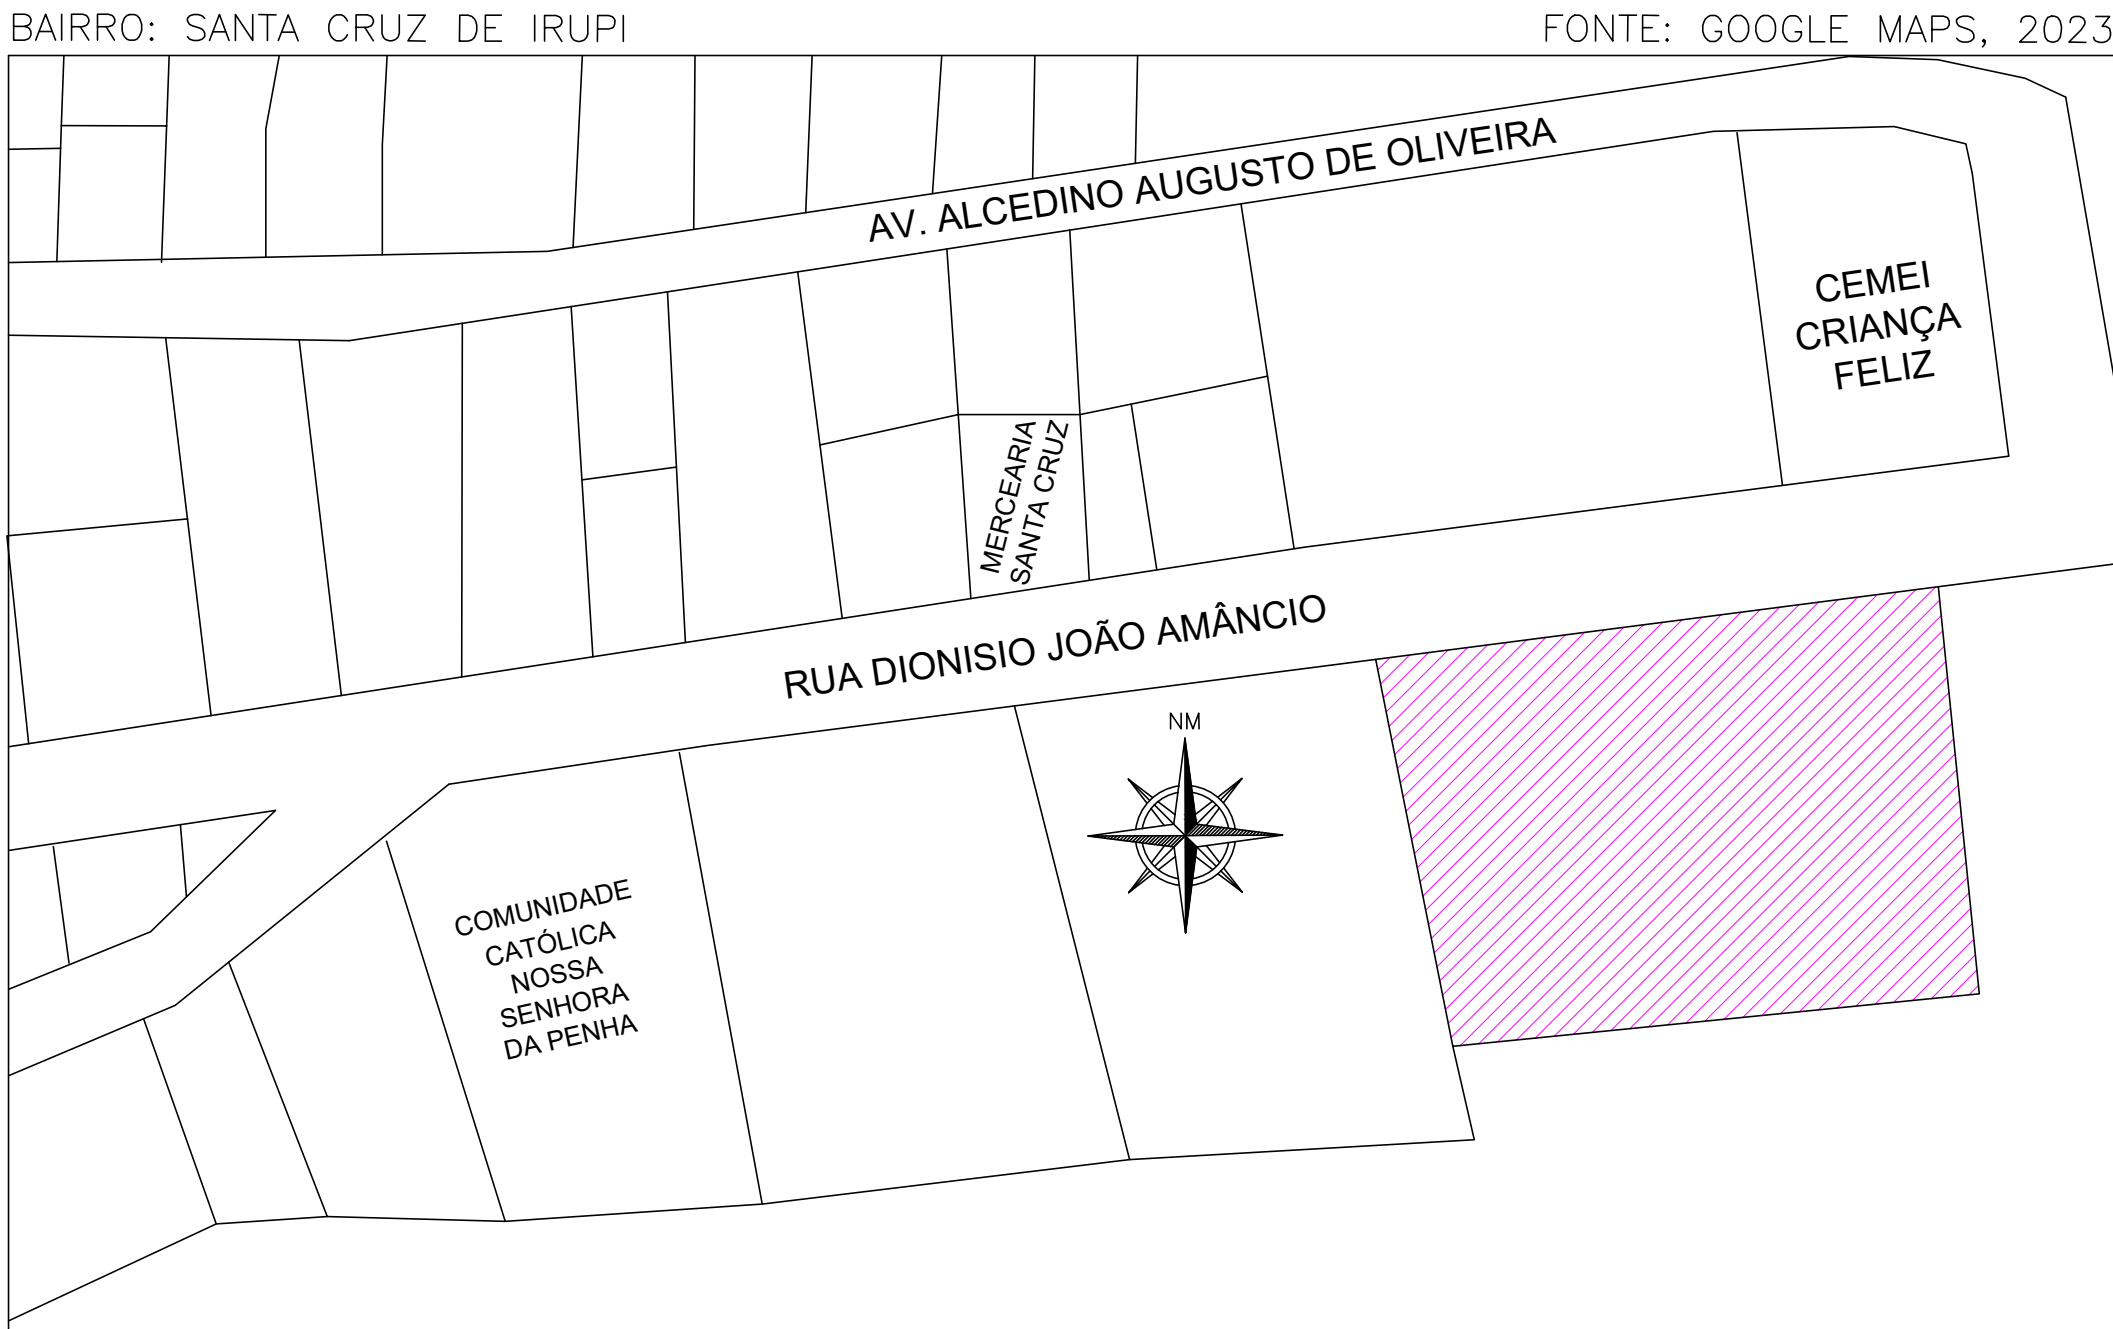 BAIRRO: SANTA CRUZ DE IRUPI
FONTE: GOOGLE MAPS, 2023
AV. ALCEDINO AUGUSTO DE OLIVEIRA
CEMEI
CRIANÇA
FELIZ
MERCEARIA
SANTA CRUZ
RUA DIONISIO JOÃO AMÂNCIO
NM
COMUNIDADE
CATÓLICA
NOSSA
SENHORA
DA PENHA